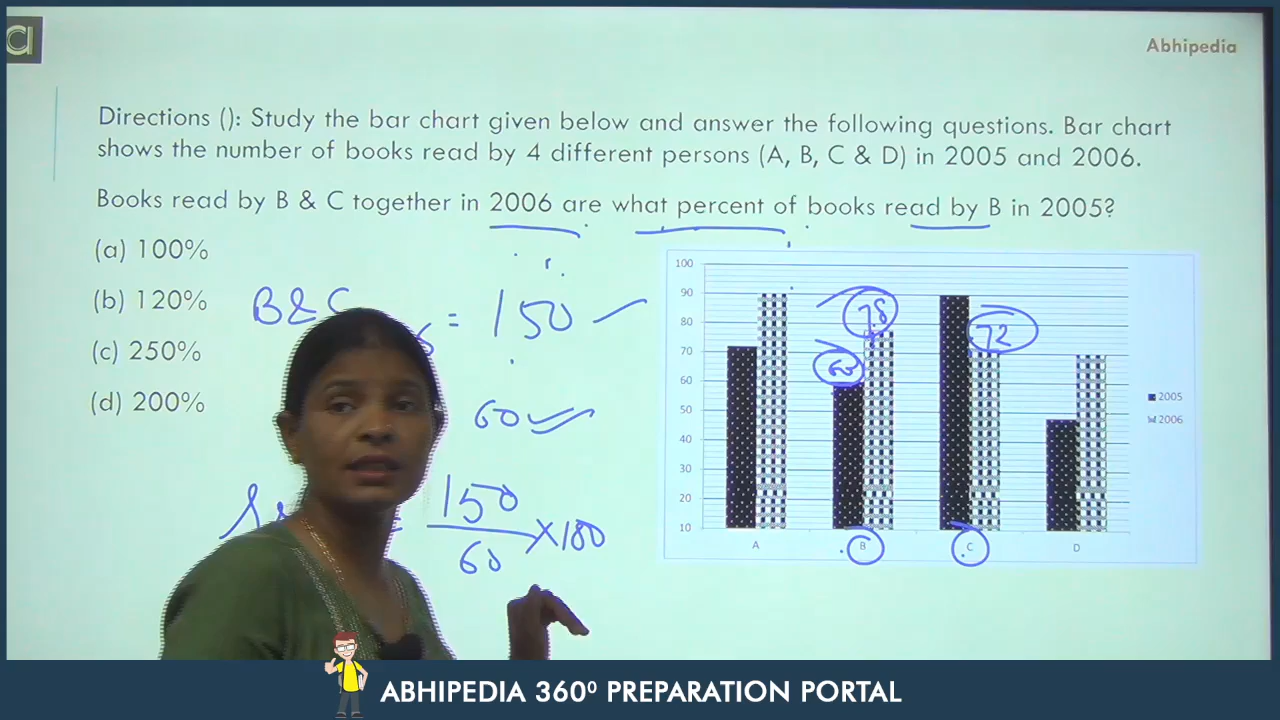 a
Abhipedia
Directions (): Study the bar chart given below and answer the following questions. Bar chart
shows the number of books read by 4 different persons (A, B, C & D) in 2005 and 2006.
Books read by B & C together in 2006 are what percent of books read by B in 2005?
(a) 100%
(b) 120%
(c) 250%
(d) 200%
B&C = 150
60
= 150/60 ×100
100
90
80
70
60
50
40
30
20
10
78
60
72
A B C D
2005
2006
ABHIPEDIA 360⁰ PREPARATION PORTAL